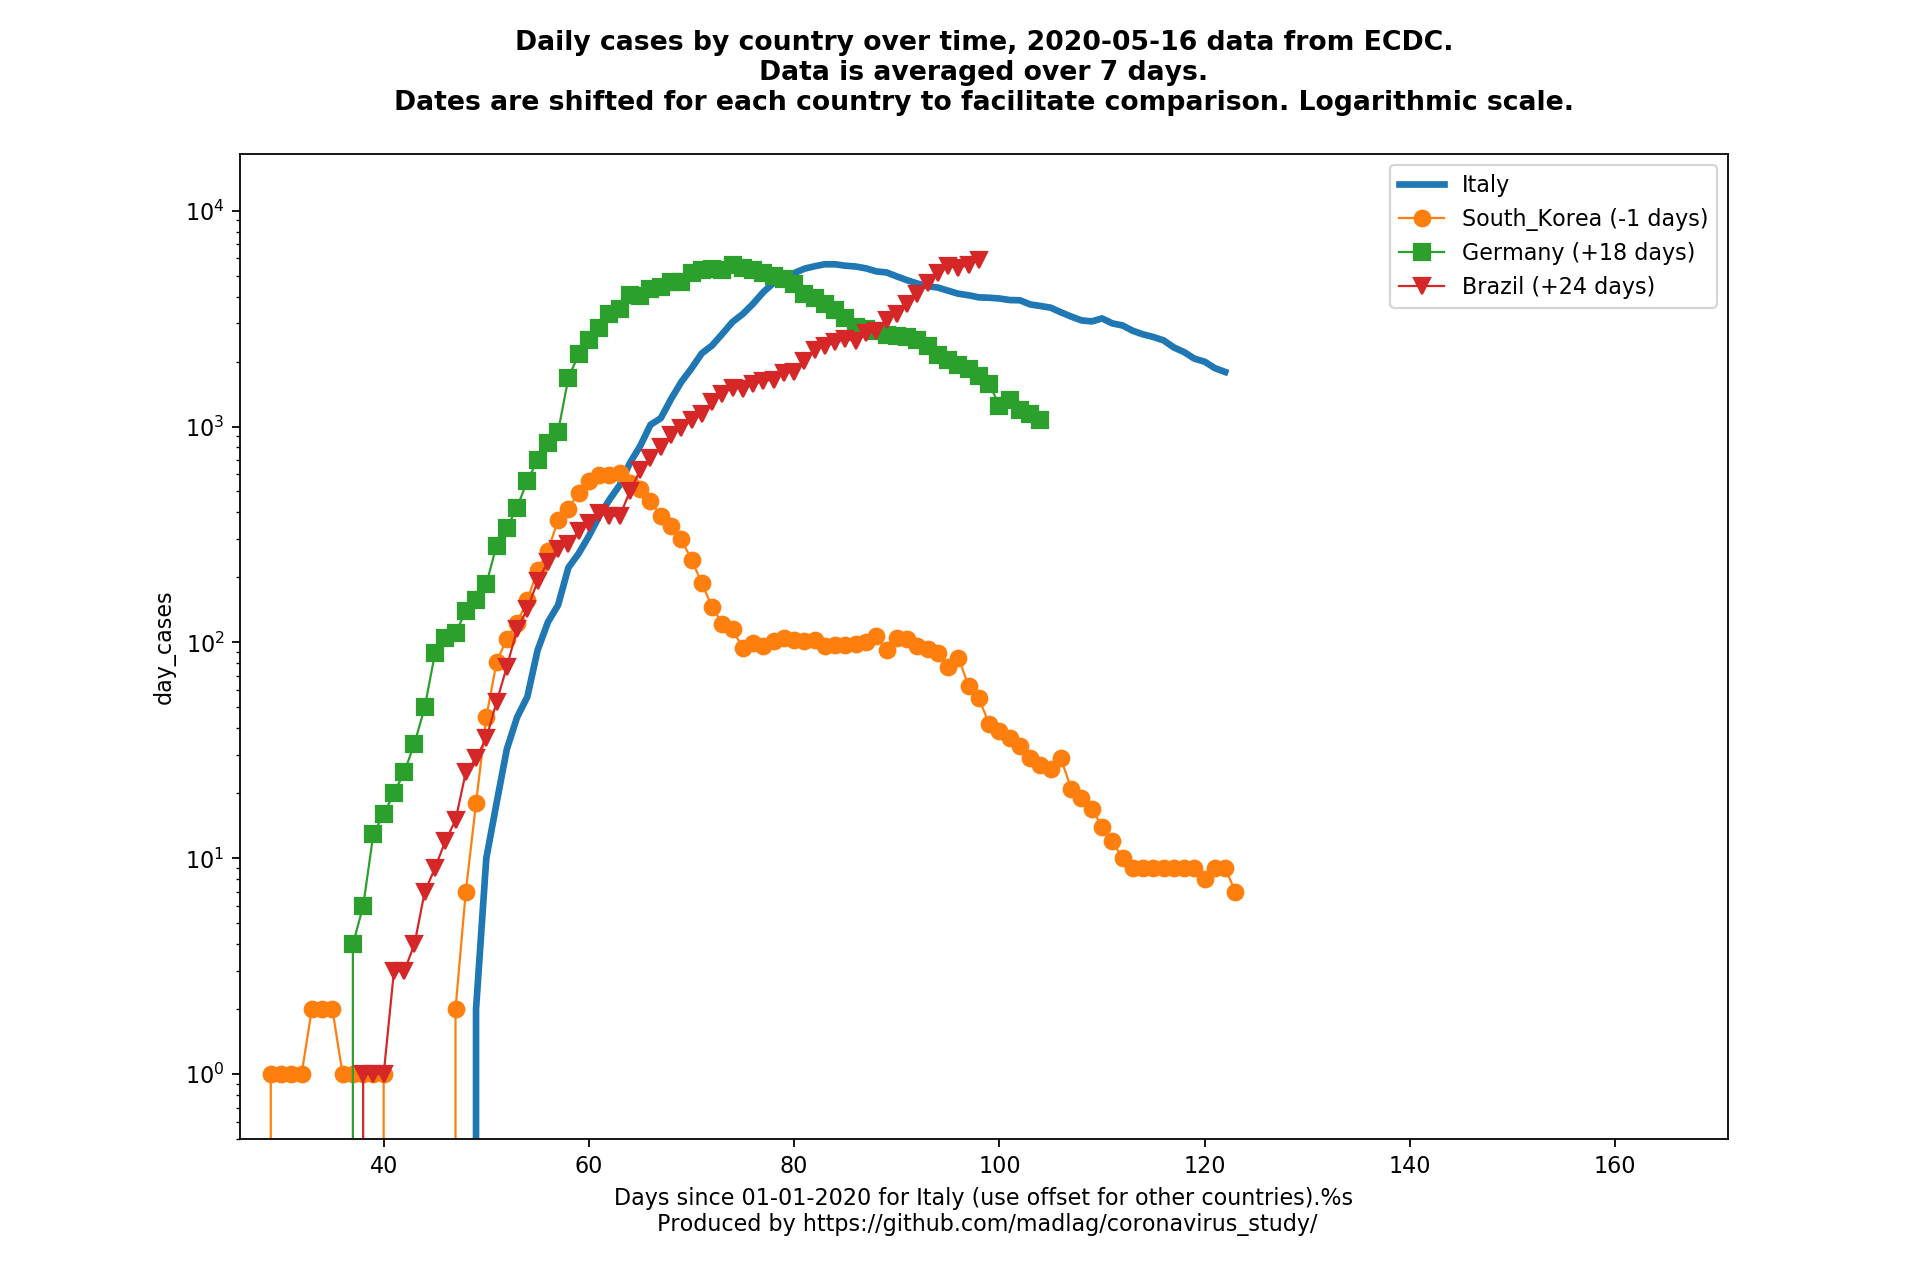 Daily cases by country over time, 2020-05-16 data from ECDC.
Data is averaged over 7 days.
Dates are shifted for each country to facilitate comparison. Logarithmic scale.
Italy
South_Korea (-1 days)
Germany (+18 days)
Brazil (+24 days)
day_cases
10⁴
10³
10²
10¹
10⁰
40 60 80 100 120 140 160
Days since 01-01-2020 for Italy (use offset for other countries).%s
Produced by https://github.com/madlag/coronavirus_study/